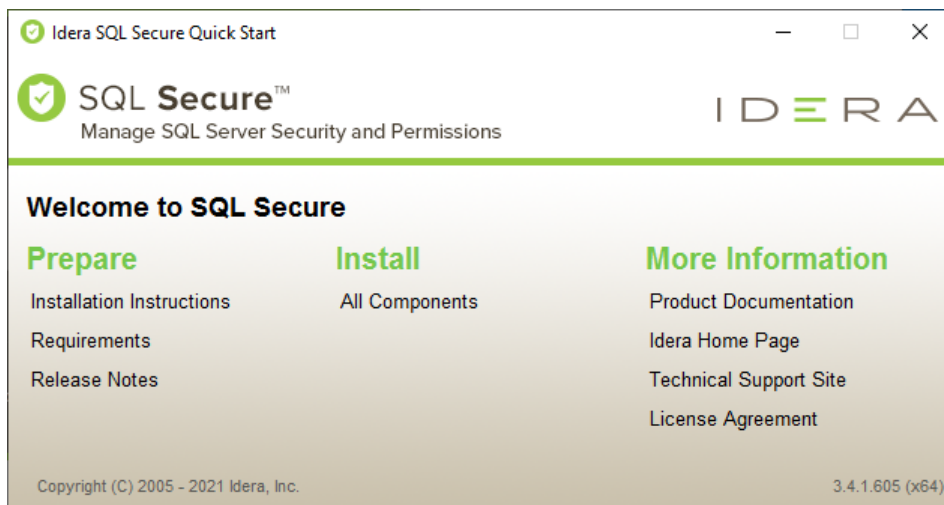 Idera SQL Secure Quick Start
SQL Secure™
Manage SQL Server Security and Permissions
IDERA
Welcome to SQL Secure
Prepare
Installation Instructions
Requirements
Release Notes
Install
All Components
More Information
Product Documentation
Idera Home Page
Technical Support Site
License Agreement
Copyright (C) 2005 - 2021 Idera, Inc.
3.4.1.605 (x64)